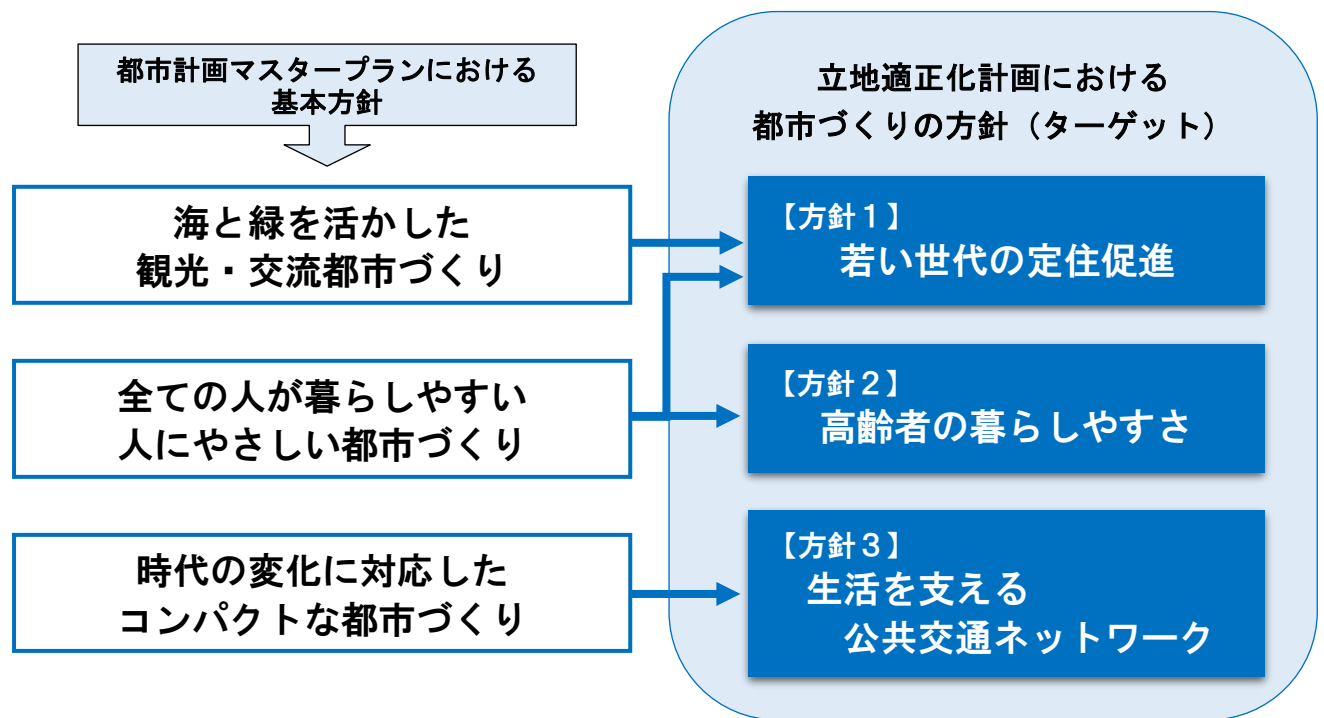 都市計画マスタープランにおける
基本方針
海と緑を活かした
観光・交流都市づくり
全ての人が暮らしやすい
人にやさしい都市づくり
時代の変化に対応した
コンパクトな都市づくり
立地適正化計画における
都市づくりの方針（ターゲット）
【方針１】
若い世代の定住促進
【方針２】
高齢者の暮らしやすさ
【方針３】
生活を支える
公共交通ネットワーク